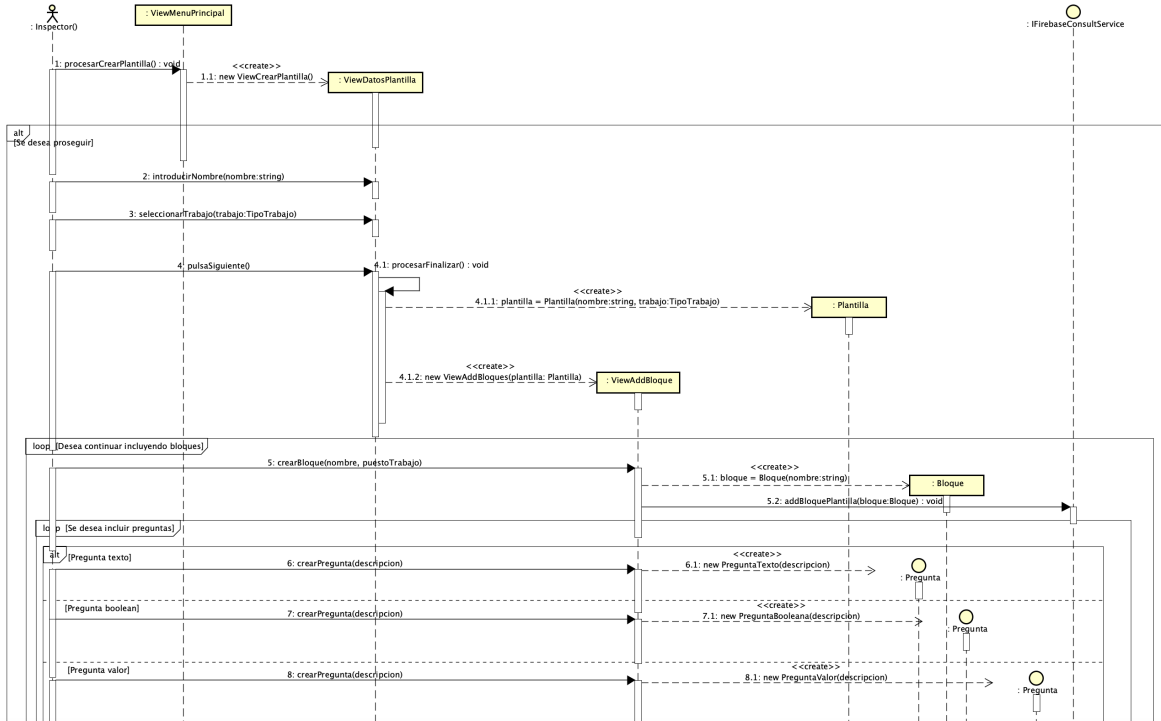 : Inspector()
: ViewMenuPrincipal
: IFirebaseConsultService
1: procesarCrearPlantilla() : void
<<create>>
1.1: new ViewCrearPlantilla()
: ViewDatosPlantilla
alt
[Se desea proseguir]
2: introducirNombre(nombre:string)
3: seleccionarTrabajo(trabajo:TipoTrabajo)
4: pulsaSiguiente()
4.1: procesarFinalizar() : void
<<create>>
4.1.1: plantilla = Plantilla(nombre:string, trabajo:TipoTrabajo)
: Plantilla
<<create>>
4.1.2: new ViewAddBloques(plantilla: Plantilla)
: ViewAddBloque
loop [Desea continuar incluyendo bloques]
5: crearBloque(nombre, puestoTrabajo)
<<create>>
5.1: bloque = Bloque(nombre:string)
: Bloque
5.2: addBloquePlantilla(bloque:Bloque) : void
loop [Se desea incluir preguntas]
alt [Pregunta texto]
6: crearPregunta(descripcion)
<<create>>
6.1: new PreguntaTexto(descripcion)
: Pregunta
[Pregunta boolean]
7: crearPregunta(descripcion)
<<create>>
7.1: new PreguntaBooleana(descripcion)
: Pregunta
[Pregunta valor]
8: crearPregunta(descripcion)
<<create>>
8.1: new PreguntaValor(descripcion)
: Pregunta